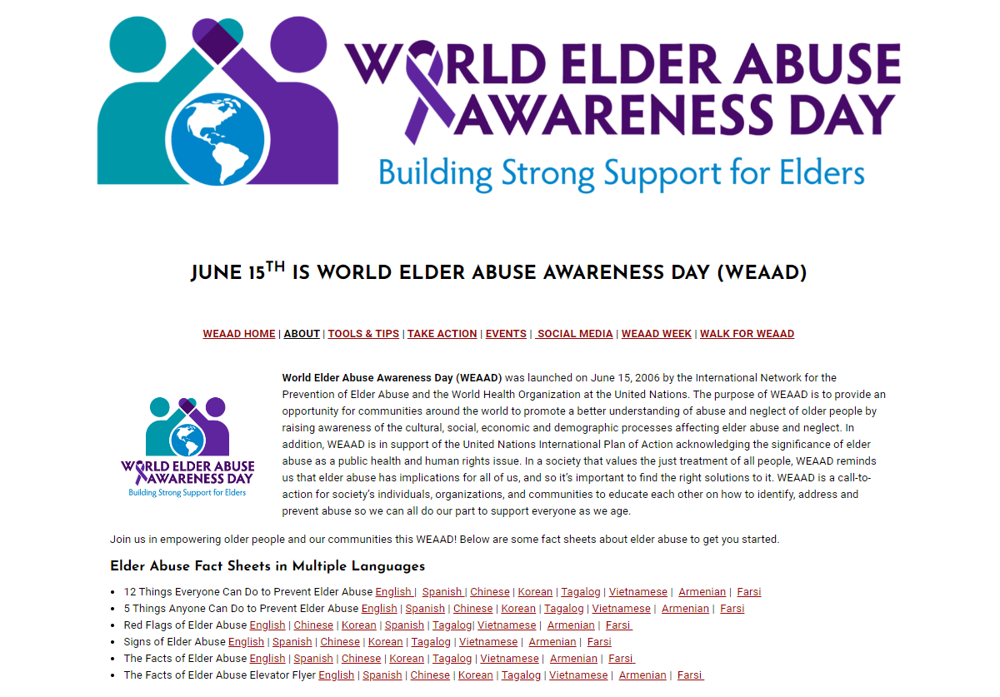 WORLD ELDER ABUSE
AWARENESS DAY
Building Strong Support for Elders
JUNE 15TH IS WORLD ELDER ABUSE AWARENESS DAY (WEAAD)
WEAAD HOME | ABOUT | TOOLS & TIPS | TAKE ACTION | EVENTS | SOCIAL MEDIA | WEAAD WEEK | WALK FOR WEAAD
WORLD ELDER ABUSE
AWARENESS DAY
Building Strong Support for Elders
World Elder Abuse Awareness Day (WEAAD) was launched on June 15, 2006 by the International Network for the
Prevention of Elder Abuse and the World Health Organization at the United Nations. The purpose of WEAAD is to provide an
opportunity for communities around the world to promote a better understanding of abuse and neglect of older people by
raising awareness of the cultural, social, economic and demographic processes affecting elder abuse and neglect. In
addition, WEAAD is in support of the United Nations International Plan of Action acknowledging the significance of elder
abuse as a public health and human rights issue. In a society that values the just treatment of all people, WEAAD reminds
us that elder abuse has implications for all of us, and so it's important to find the right solutions to it. WEAAD is a call-to-
action for society's individuals, organizations, and communities to educate each other on how to identify, address and
prevent abuse so we can all do our part to support everyone as we age.
Join us in empowering older people and our communities this WEAAD! Below are some fact sheets about elder abuse to get you started.
Elder Abuse Fact Sheets in Multiple Languages
• 12 Things Everyone Can Do to Prevent Elder Abuse English | Spanish | Chinese | Korean | Tagalog | Vietnamese | Armenian | Farsi
• 5 Things Anyone Can Do to Prevent Elder Abuse English | Spanish | Chinese | Korean | Tagalog | Vietnamese | Armenian | Farsi
• Red Flags of Elder Abuse English | Chinese | Korean | Spanish | Tagalog| Vietnamese | Armenian | Farsi
• Signs of Elder Abuse English | Spanish | Chinese | Korean | Tagalog | Vietnamese | Armenian | Farsi
• The Facts of Elder Abuse English | Spanish | Chinese | Korean | Tagalog | Vietnamese | Armenian | Farsi
• The Facts of Elder Abuse Elevator Flyer English | Spanish | Chinese | Korean | Tagalog | Vietnamese | Armenian | Farsi